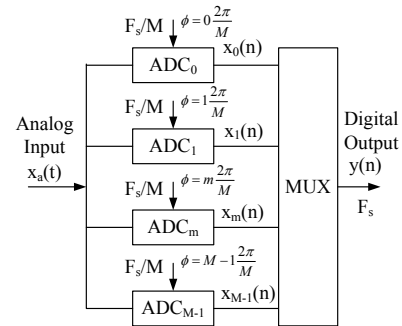 F_s/M φ=0 2π/M
ADC_0 x_0(n)
F_s/M φ=1 2π/M
ADC_1 x_1(n)
Analog
Input
x_a(t)
F_s/M φ=m 2π/M
ADC_m x_m(n)
F_s/M φ=M−1 2π/M
ADC_M-1 x_M-1(n)
MUX
Digital
Output
y(n)
F_s